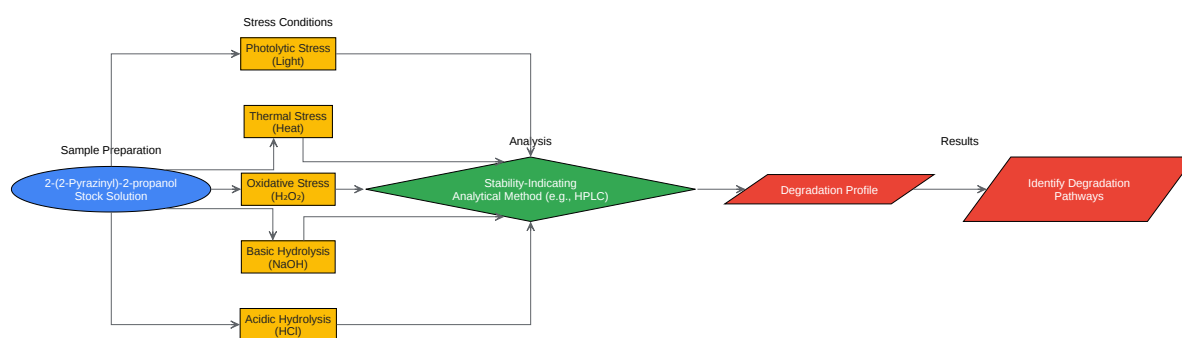 Stress Conditions
Photolytic Stress
(Light)
Thermal Stress
(Heat)
Sample Preparation
Analysis
Results
2-(2-Pyrazinyl)-2-propanol
Stock Solution
Oxidative Stress
(H₂O₂)
Stability-Indicating
Analytical Method (e.g., HPLC)
Degradation Profile
Identify Degradation
Pathways
Basic Hydrolysis
(NaOH)
Acidic Hydrolysis
(HCl)